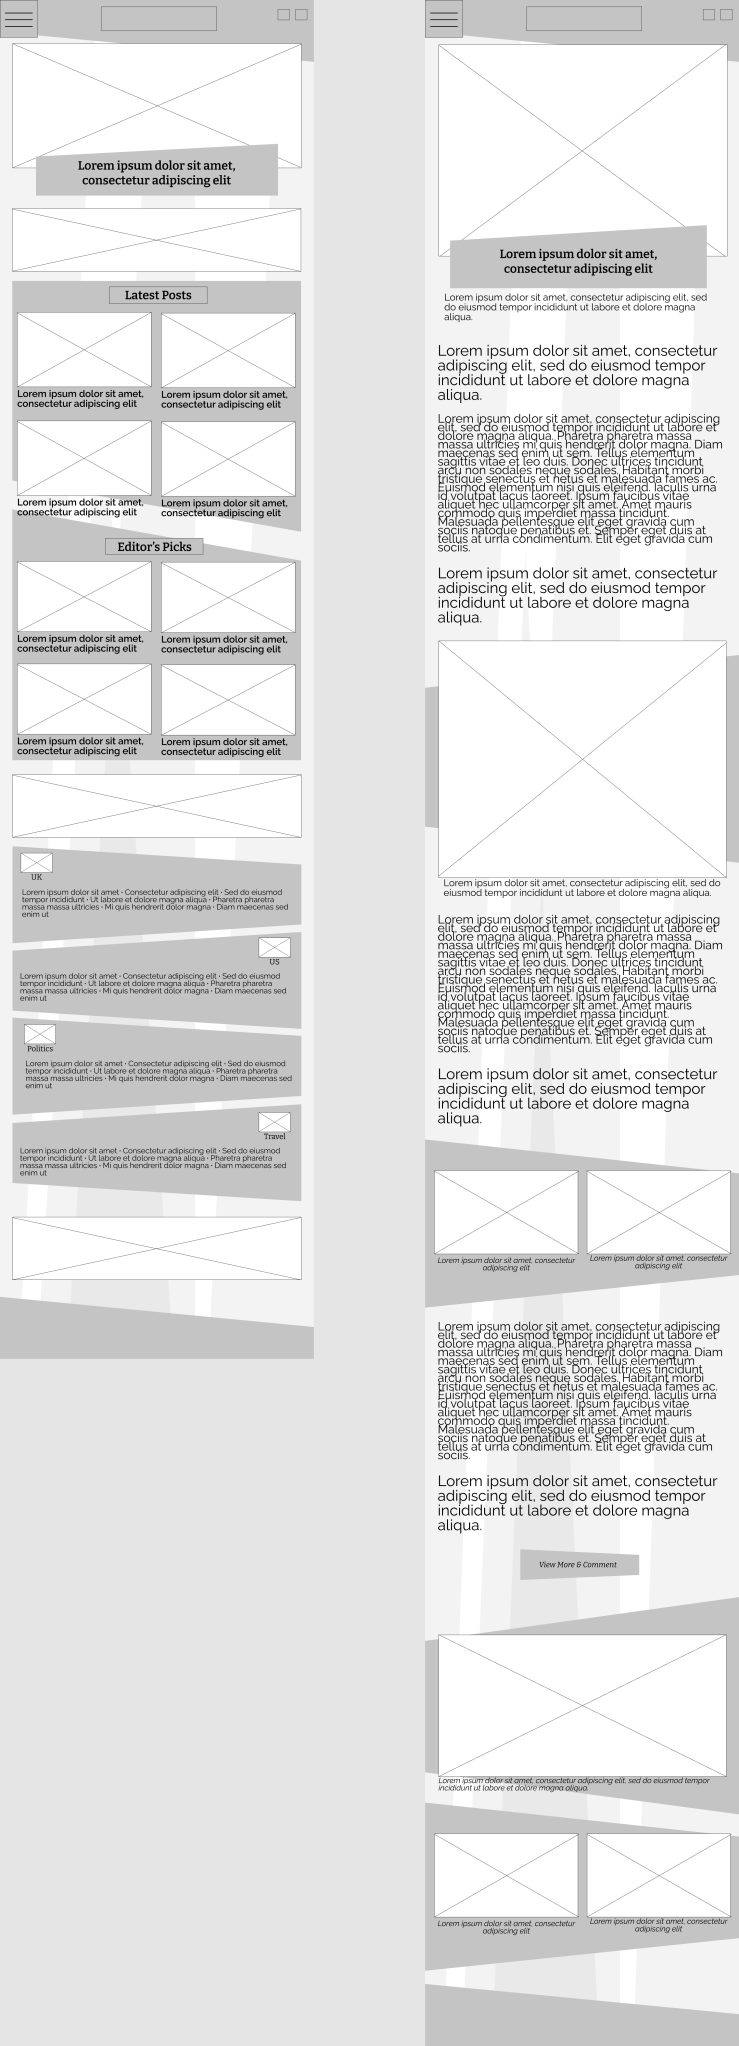 Lorem ipsum dolor sit amet,
consectetur adipiscing elit
Latest Posts
Lorem ipsum dolor sit amet,
consectetur adipiscing elit
Lorem ipsum dolor sit amet,
consectetur adipiscing elit
Lorem ipsum dolor sit amet,
consectetur adipiscing elit
Lorem ipsum dolor sit amet,
consectetur adipiscing elit
Editor's Picks
Lorem ipsum dolor sit amet,
consectetur adipiscing elit
Lorem ipsum dolor sit amet,
consectetur adipiscing elit
Lorem ipsum dolor sit amet,
consectetur adipiscing elit
Lorem ipsum dolor sit amet,
consectetur adipiscing elit
UK
Lorem ipsum dolor sit amet • Consectetur adipiscing elit • Sed do eiusmod
tempor incididunt • Ut labore et dolore magna aliqua • Pharetra pharetra
massa massa ultricies • Mi quis hendrerit dolor magna • Diam maecenas sed
enim ut
US
Lorem ipsum dolor sit amet • Consectetur adipiscing elit • Sed do eiusmod
tempor incididunt • Ut labore et dolore magna aliqua • Pharetra pharetra
massa massa ultricies • Mi quis hendrerit dolor magna • Diam maecenas sed
enim ut
Politics
Lorem ipsum dolor sit amet • Consectetur adipiscing elit • Sed do eiusmod
tempor incididunt • Ut labore et dolore magna aliqua • Pharetra pharetra
massa massa ultricies • Mi quis hendrerit dolor magna • Diam maecenas sed
enim ut
Travel
Lorem ipsum dolor sit amet • Consectetur adipiscing elit • Sed do eiusmod
tempor incididunt • Ut labore et dolore magna aliqua • Pharetra pharetra
massa massa ultricies • Mi quis hendrerit dolor magna • Diam maecenas sed
enim ut
Lorem ipsum dolor sit amet,
consectetur adipiscing elit
Lorem ipsum dolor sit amet, consectetur adipiscing elit, sed
do eiusmod tempor incididunt ut labore et dolore magna
aliqua.
Lorem ipsum dolor sit amet, consectetur
adipiscing elit, sed do eiusmod tempor
incididunt ut labore et dolore magna
aliqua.
Lorem ipsum dolor sit amet, consectetur adipiscing
elit, sed do eiusmod tempor incididunt ut labore et
dolore magna aliqua. Pharetra pharetra massa
massa ultricies mi quis hendrerit dolor magna. Diam
maecenas sed enim ut sem. Tellus elementum
sagittis vitae et leo duis. Donec ultrices tincidunt
arcu non sodales neque sodales. Habitant morbi
tristique senectus et netus et malesuada fames ac.
Euismod elementum nisi quis eleifend. Iaculis urna
id volutpat lacus laoreet. Ipsum faucibus vitae
aliquet nec ullamcorper sit amet. Amet mauris
commodo quis imperdiet massa tincidunt.
Malesuada pellentesque elit eget gravida cum
sociis natoque penatibus et. Semper eget duis at
tellus at urna condimentum. Elit eget gravida cum
sociis.
Lorem ipsum dolor sit amet, consectetur
adipiscing elit, sed do eiusmod tempor
incididunt ut labore et dolore magna
aliqua.
Lorem ipsum dolor sit amet, consectetur adipiscing elit, sed do
eiusmod tempor incididunt ut labore et dolore magna aliqua.
Lorem ipsum dolor sit amet, consectetur adipiscing
elit, sed do eiusmod tempor incididunt ut labore et
dolore magna aliqua. Pharetra pharetra massa
massa ultricies mi quis hendrerit dolor magna. Diam
maecenas sed enim ut sem. Tellus elementum
sagittis vitae et leo duis. Donec ultrices tincidunt
arcu non sodales neque sodales. Habitant morbi
tristique senectus et netus et malesuada fames ac.
Euismod elementum nisi quis eleifend. Iaculis urna
id volutpat lacus laoreet. Ipsum faucibus vitae
aliquet nec ullamcorper sit amet. Amet mauris
commodo quis imperdiet massa tincidunt.
Malesuada pellentesque elit eget gravida cum
sociis natoque penatibus et. Semper eget duis at
tellus at urna condimentum. Elit eget gravida cum
sociis.
Lorem ipsum dolor sit amet, consectetur
adipiscing elit, sed do eiusmod tempor
incididunt ut labore et dolore magna
aliqua.
Lorem ipsum dolor sit amet, consectetur
adipiscing elit
Lorem ipsum dolor sit amet, consectetur
adipiscing elit
Lorem ipsum dolor sit amet, consectetur adipiscing
elit, sed do eiusmod tempor incididunt ut labore et
dolore magna aliqua. Pharetra pharetra massa
massa ultricies mi quis hendrerit dolor magna. Diam
maecenas sed enim ut sem. Tellus elementum
sagittis vitae et leo duis. Donec ultrices tincidunt
arcu non sodales neque sodales. Habitant morbi
tristique senectus et netus et malesuada fames ac.
Euismod elementum nisi quis eleifend. Iaculis urna
id volutpat lacus laoreet. Ipsum faucibus vitae
aliquet nec ullamcorper sit amet. Amet mauris
commodo quis imperdiet massa tincidunt.
Malesuada pellentesque elit eget gravida cum
sociis natoque penatibus et. Semper eget duis at
tellus at urna condimentum. Elit eget gravida cum
sociis.
Lorem ipsum dolor sit amet, consectetur
adipiscing elit, sed do eiusmod tempor
incididunt ut labore et dolore magna
aliqua.
View More & Comment
Lorem ipsum dolor sit amet, consectetur adipiscing elit, sed do eiusmod tempor
incididunt ut labore et dolore magna aliqua.
Lorem ipsum dolor sit amet, consectetur
adipiscing elit
Lorem ipsum dolor sit amet, consectetur
adipiscing elit